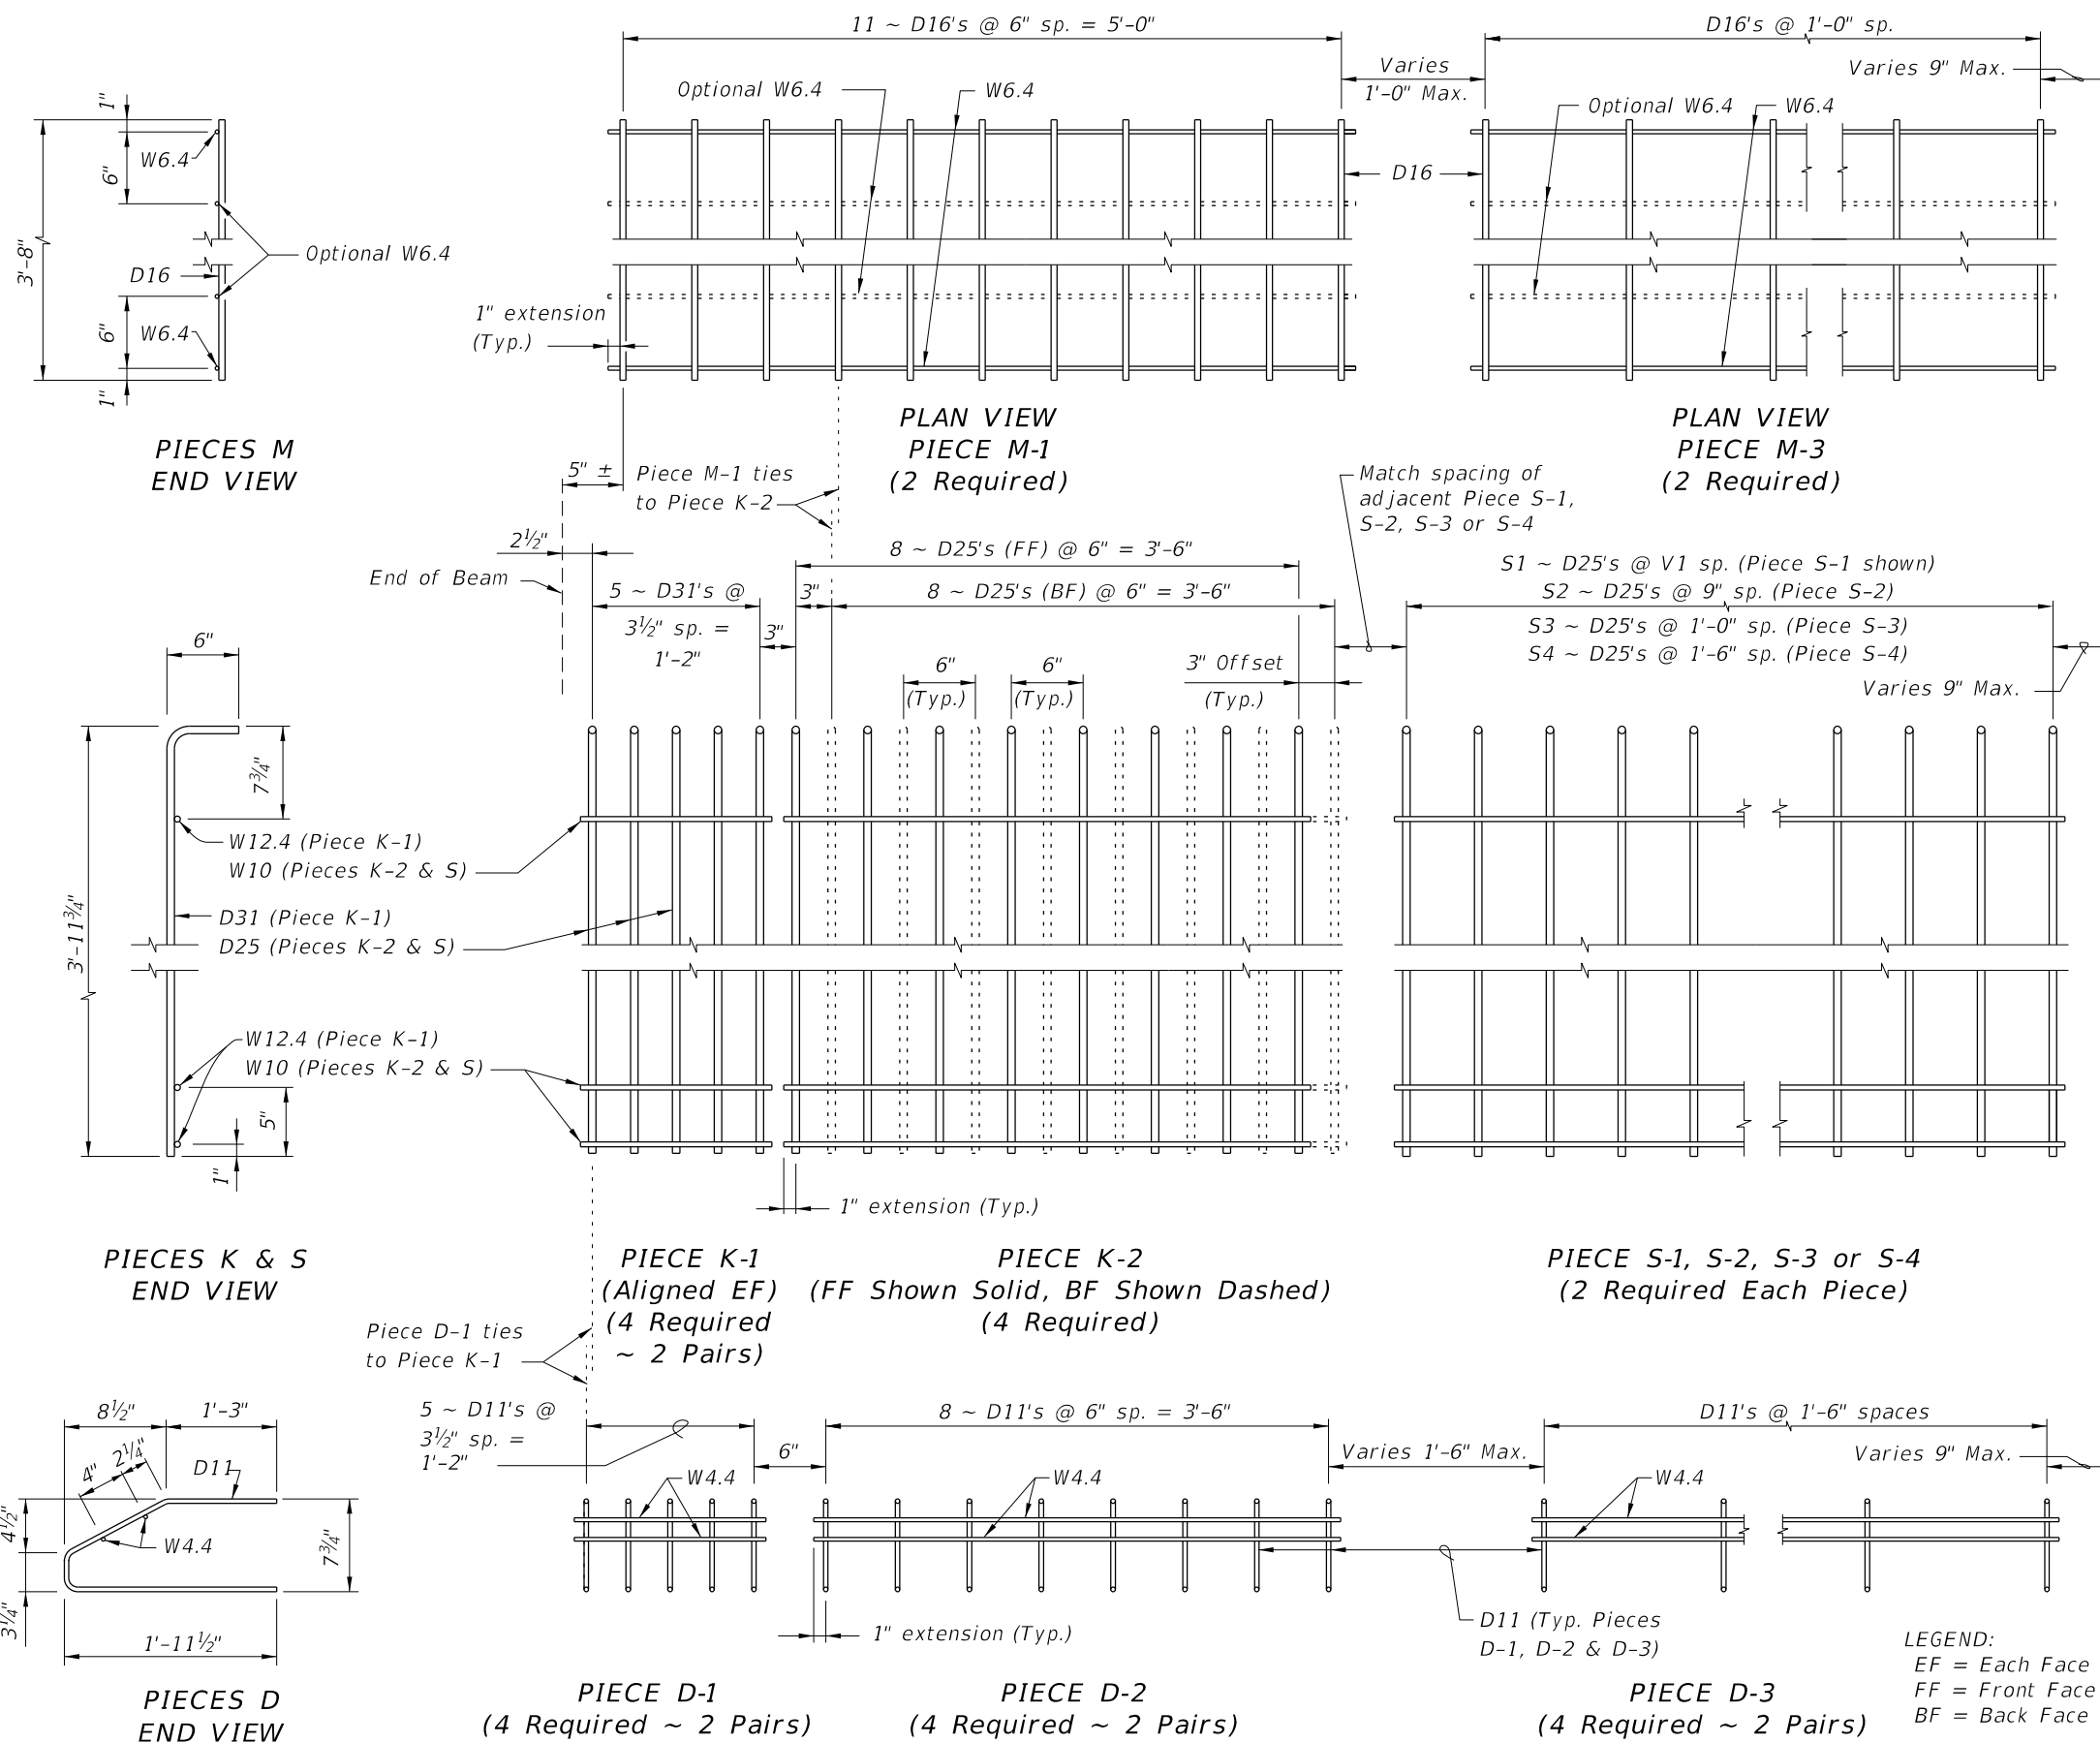 11 ~ D16's @ 6" sp. = 5'-0"
D16's @ 1'-0" sp.
Varies
1'-0" Max.
Varies 9" Max.
Optional W6.4
W6.4
Optional W6.4
W6.4
1"
W6.4
6"
3'-8"
Optional W6.4
D16
D16
6"
W6.4
1"
1" extension
(Typ.)
PIECES M
END VIEW
PLAN VIEW
PIECE M-1
(2 Required)
PLAN VIEW
PIECE M-3
(2 Required)
5" ±
Piece M-1 ties
to Piece K-2
Match spacing of
adjacent Piece S-1,
S-2, S-3 or S-4
2½"
End of Beam
8 ~ D25's (FF) @ 6" = 3'-6"
5 ~ D31's @
3½" sp. =
1'-2"
3"
8 ~ D25's (BF) @ 6" = 3'-6"
3"
6"
(Typ.)
6"
(Typ.)
3" Offset
(Typ.)
S1 ~ D25's @ V1 sp. (Piece S-1 shown)
S2 ~ D25's @ 9" sp. (Piece S-2)
S3 ~ D25's @ 1'-0" sp. (Piece S-3)
S4 ~ D25's @ 1'-6" sp. (Piece S-4)
Varies 9" Max.
6"
7¾"
3'-11¾"
W12.4 (Piece K-1)
W10 (Pieces K-2 & S)
D31 (Piece K-1)
D25 (Pieces K-2 & S)
W12.4 (Piece K-1)
W10 (Pieces K-2 & S)
5"
1"
1" extension (Typ.)
PIECES K & S
END VIEW
PIECE K-1
(Aligned EF)
(4 Required
~ 2 Pairs)
PIECE K-2
(FF Shown Solid, BF Shown Dashed)
(4 Required)
PIECE S-1, S-2, S-3 or S-4
(2 Required Each Piece)
Piece D-1 ties
to Piece K-1
8½"
1'-3"
4"
2¼"
D11
4½"
W4.4
7¾"
3¼"
1'-11½"
5 ~ D11's @
3½" sp. =
1'-2"
6"
8 ~ D11's @ 6" sp. = 3'-6"
Varies 1'-6" Max.
D11's @ 1'-6" spaces
Varies 9" Max.
W4.4
W4.4
W4.4
1" extension (Typ.)
D11 (Typ. Pieces
D-1, D-2 & D-3)
LEGEND:
EF = Each Face
FF = Front Face
BF = Back Face
PIECES D
END VIEW
PIECE D-1
(4 Required ~ 2 Pairs)
PIECE D-2
(4 Required ~ 2 Pairs)
PIECE D-3
(4 Required ~ 2 Pairs)